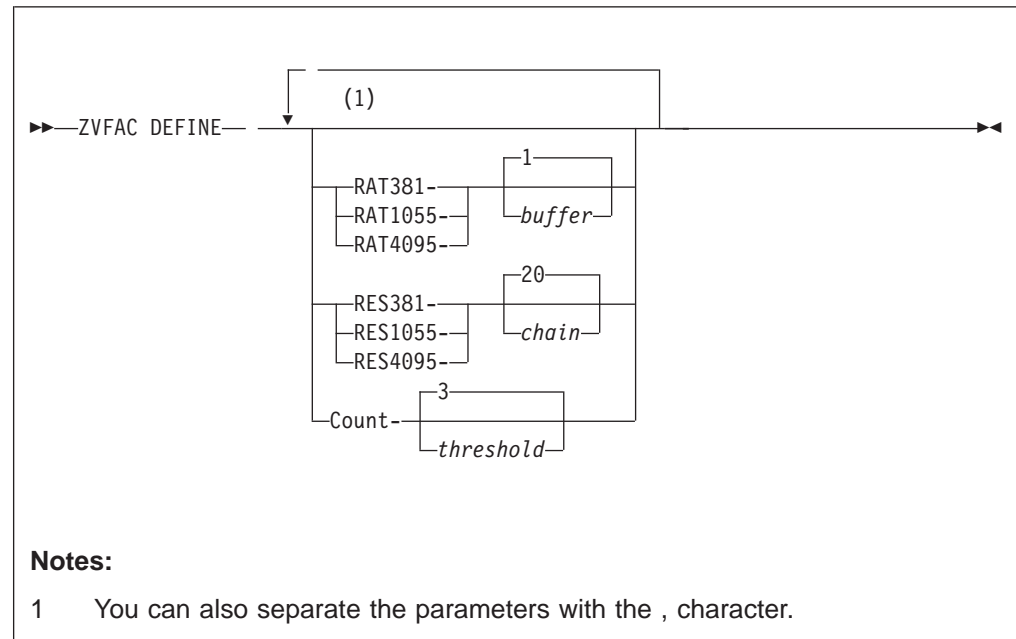 (1)
ZVFAC DEFINE
1
RAT381-
buffer
RAT1055-
RAT4095-
20
RES381-
chain
RES1055-
RES4095-
3
Count-
threshold
Notes:
1 You can also separate the parameters with the , character.